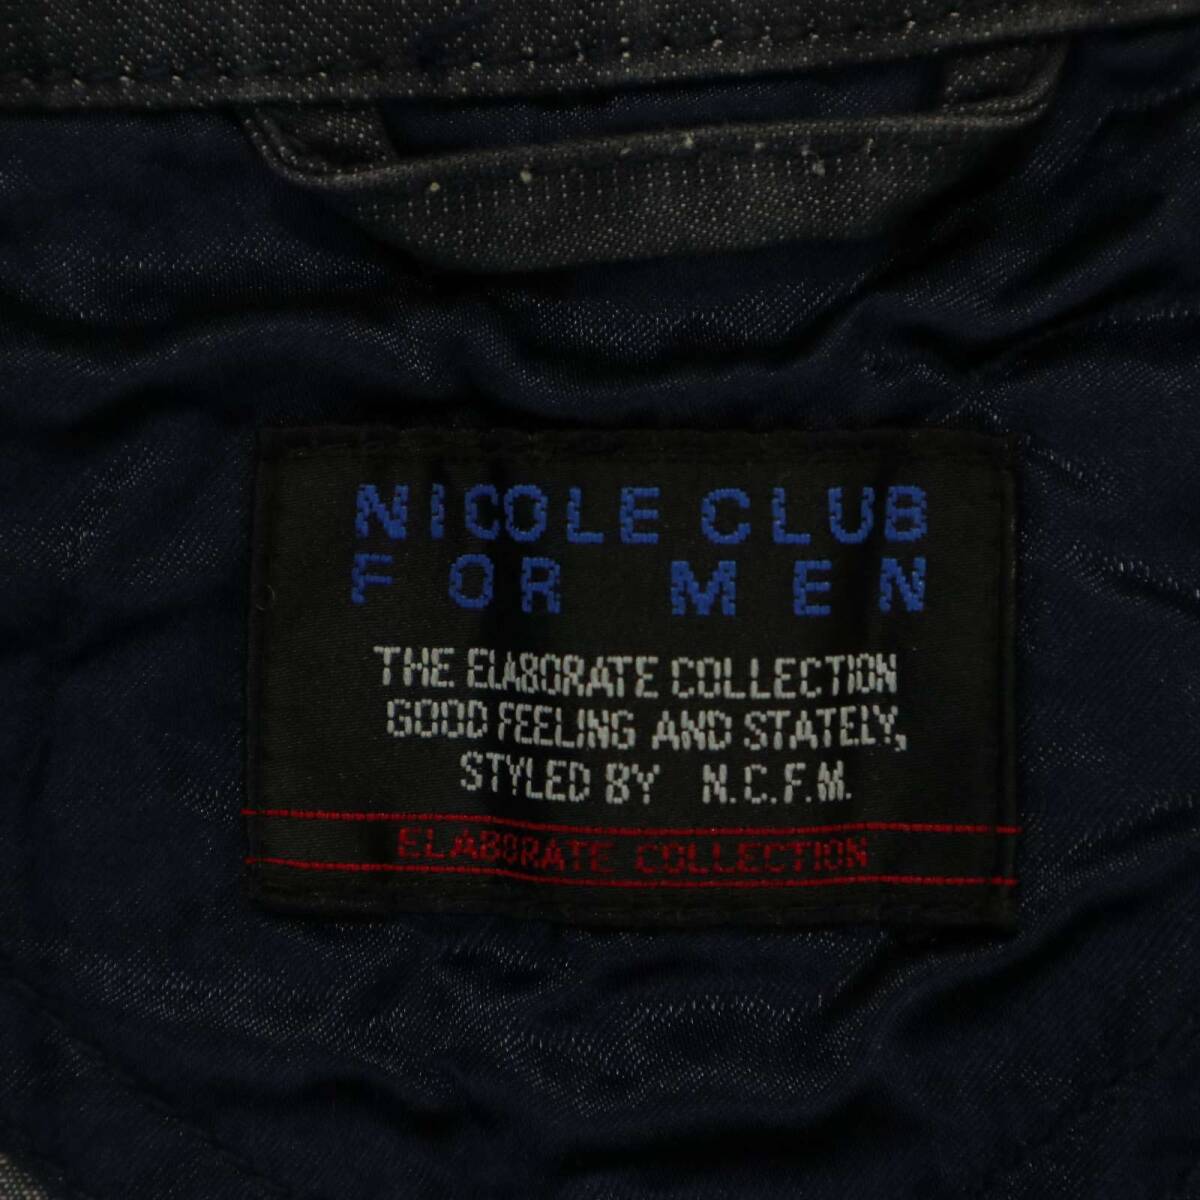 NICOLE CLUB
FOR MEN
THE ELABORATE COLLECTION
GOOD FEELING AND STATELY,
STYLED BY N.C.F.M.
ELABORATE COLLECTION